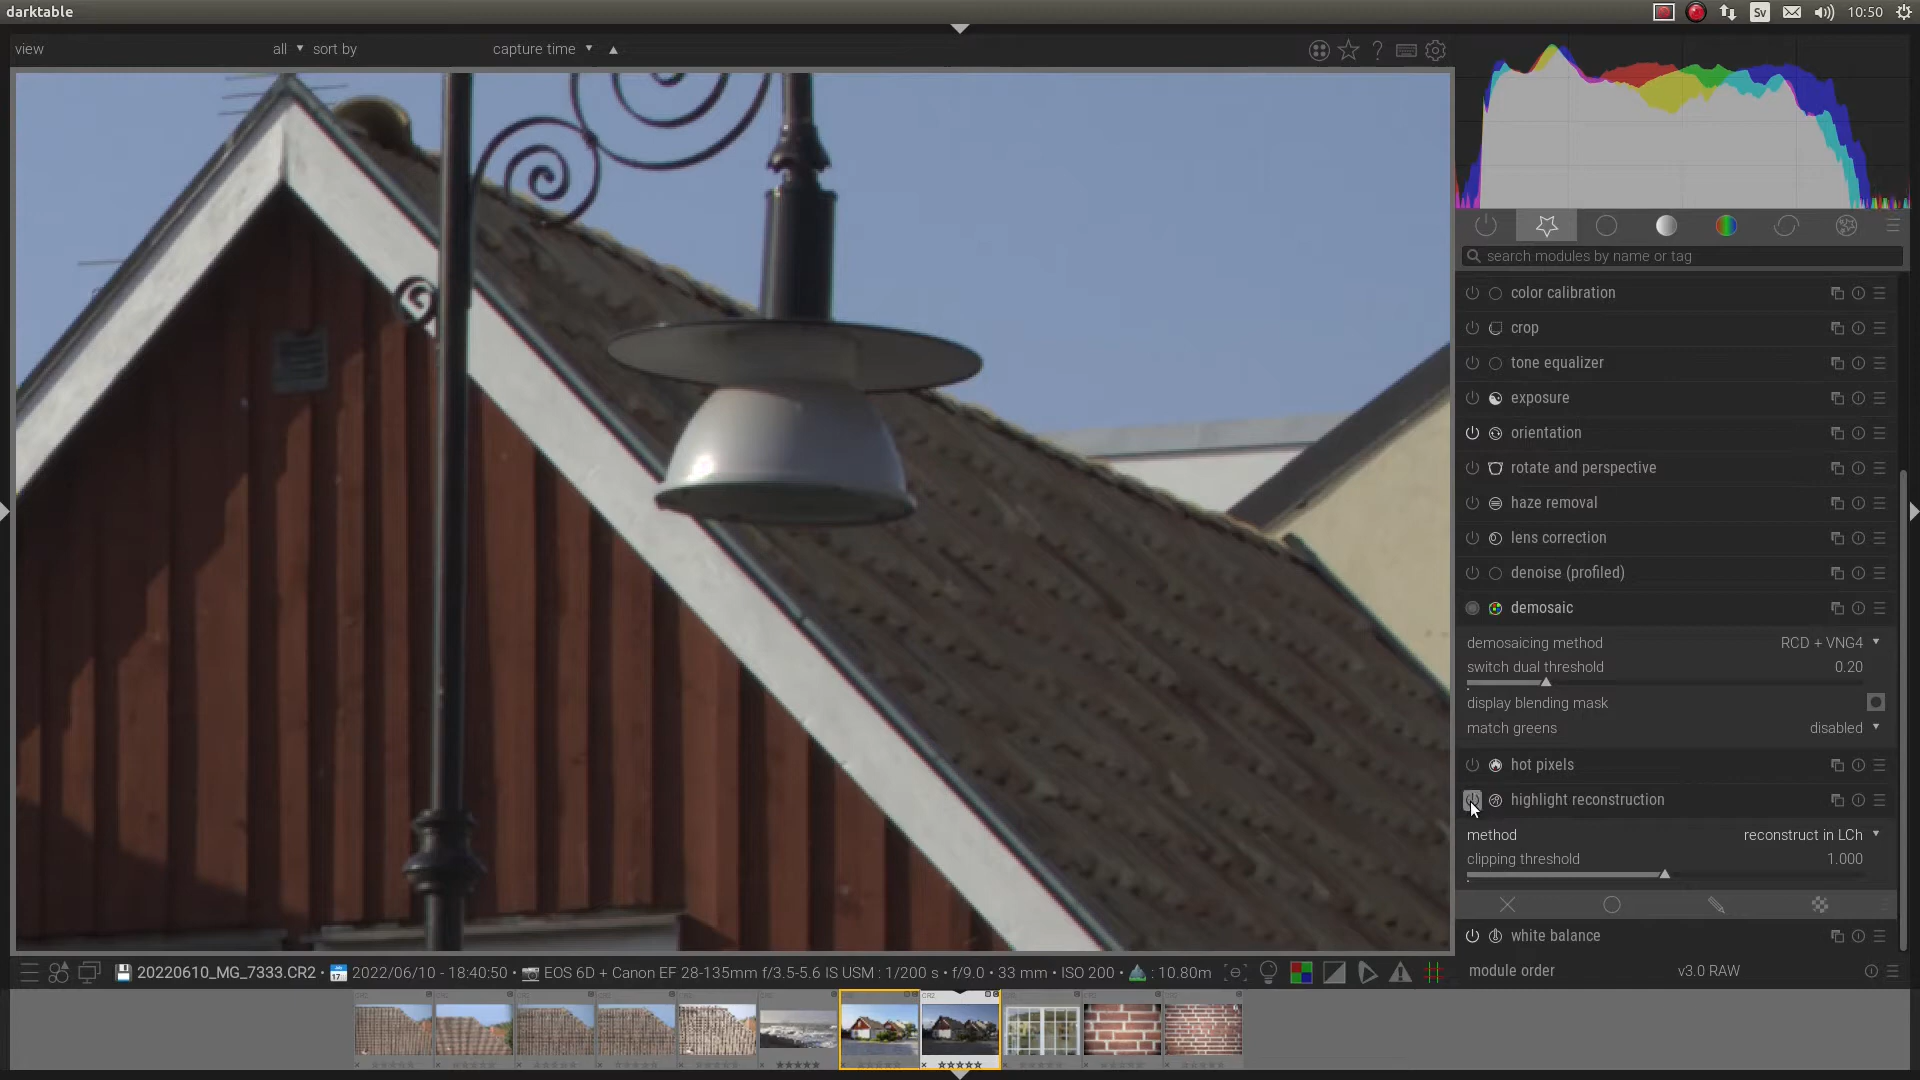 darktable
Sv
10:50
view
all
sort by
capture time
search modules by name or tag
color calibration
crop
tone equalizer
exposure
orientation
rotate and perspective
haze removal
lens correction
denoise (profiled)
demosaic
demosaicing method
RCD + VNG4
switch dual threshold
0.20
display blending mask
match greens
disabled
hot pixels
highlight reconstruction
method
reconstruct in LCh
clipping threshold
1.000
white balance
20220610_MG_7333.CR2 • 2022/06/10 - 18:40:50 • EOS 6D + Canon EF 28-135mm f/3.5-5.6 IS USM : 1/200 s • f/9.0 • 33 mm • ISO 200 • : 10.80m
module order
v3.0 RAW